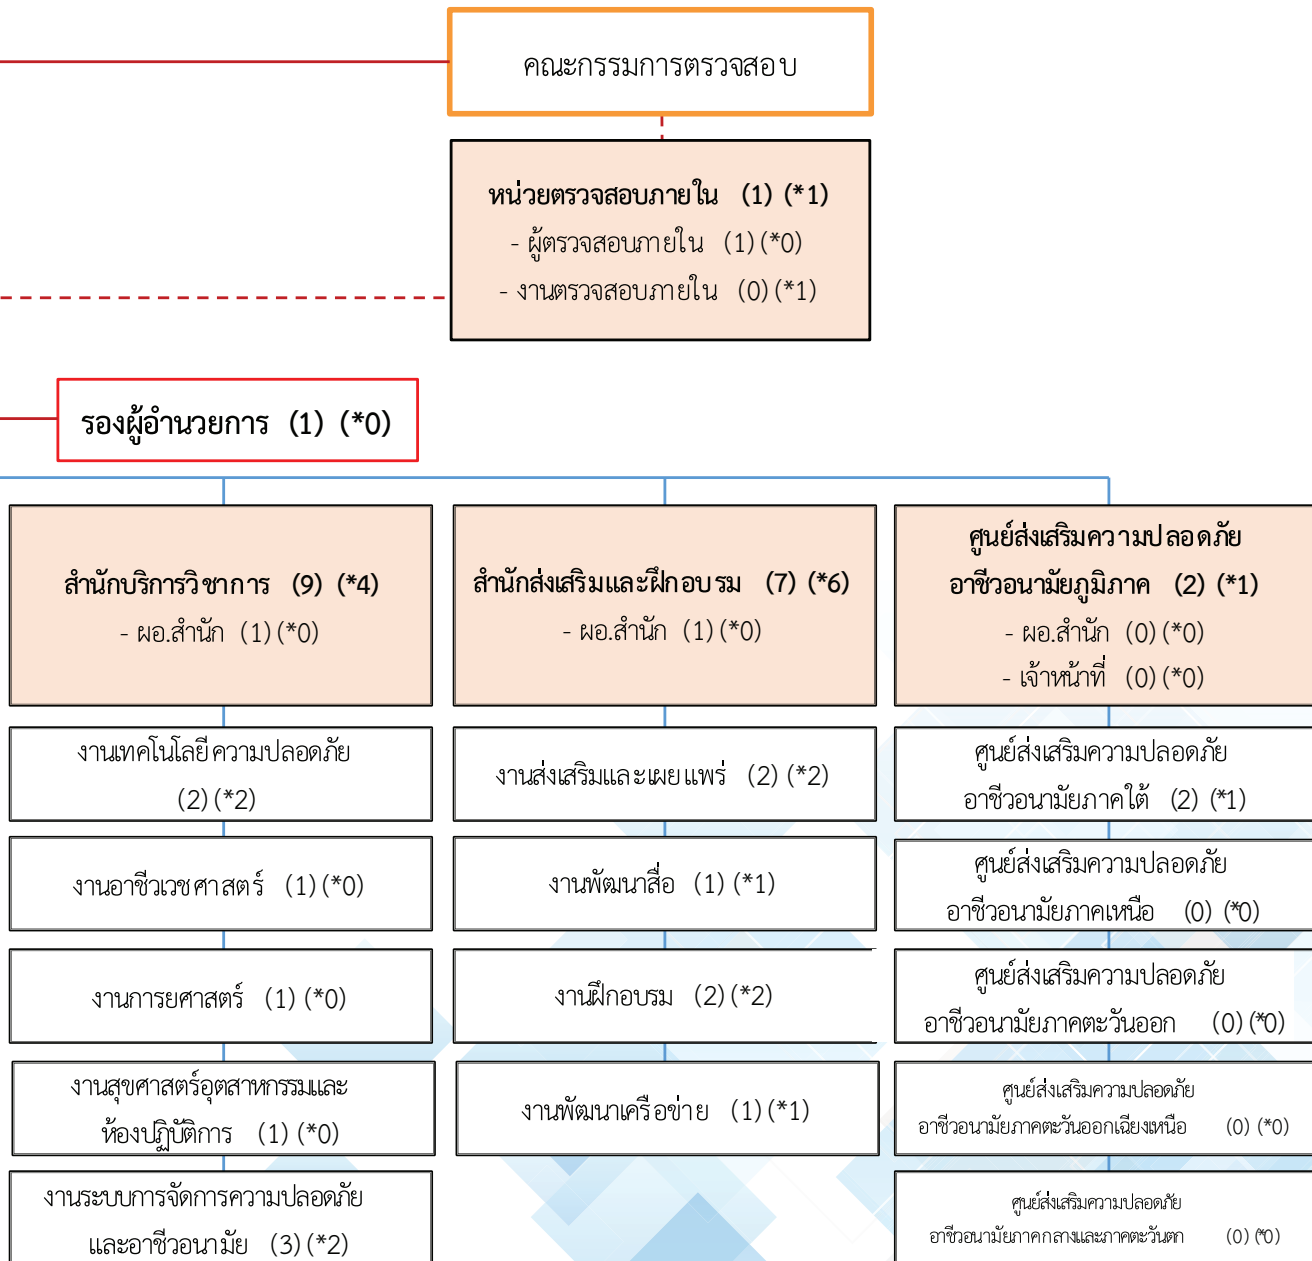 คณะกรรมการตรวจสอบ
หน่วยตรวจสอบภายใน (1) (*1)
- ผู้ตรวจสอบภายใน (1) (*0)
- งานตรวจสอบภายใน (0) (*1)
รองผู้อำนวยการ (1) (*0)
สำนักบริการวิชาการ (9) (*4)
- ผอ.สำนัก (1) (*0)
งานเทคโนโลยีความปลอดภัย
(2) (*2)
งานอาชีวเวชศาสตร์ (1) (*0)
งานการยศาสตร์ (1) (*0)
งานสุขศาสตร์อุตสาหกรรมและ
ห้องปฏิบัติการ (1) (*0)
งานระบบการจัดการความปลอดภัย
และอาชีวอนามัย (3) (*2)
สำนักส่งเสริมและฝึกอบรม (7) (*6)
- ผอ.สำนัก (1) (*0)
งานส่งเสริมและเผยแพร่ (2) (*2)
งานพัฒนาสื่อ (1) (*1)
งานฝึกอบรม (2) (*2)
งานพัฒนาเครือข่าย (1) (*1)
ศูนย์ส่งเสริมความปลอดภัย
อาชีวอนามัยภูมิภาค (2) (*1)
- ผอ.สำนัก (0) (*0)
- เจ้าหน้าที่ (0) (*0)
ศูนย์ส่งเสริมความปลอดภัย
อาชีวอนามัยภาคใต้ (2) (*1)
ศูนย์ส่งเสริมความปลอดภัย
อาชีวอนามัยภาคเหนือ (0) (*0)
ศูนย์ส่งเสริมความปลอดภัย
อาชีวอนามัยภาคตะวันออก (0) (*0)
ศูนย์ส่งเสริมความปลอดภัย
อาชีวอนามัยภาคตะวันออกเฉียงเหนือ (0) (*0)
ศูนย์ส่งเสริมความปลอดภัย
อาชีวอนามัยภาคกลางและภาคตะวันตก (0) (*0)